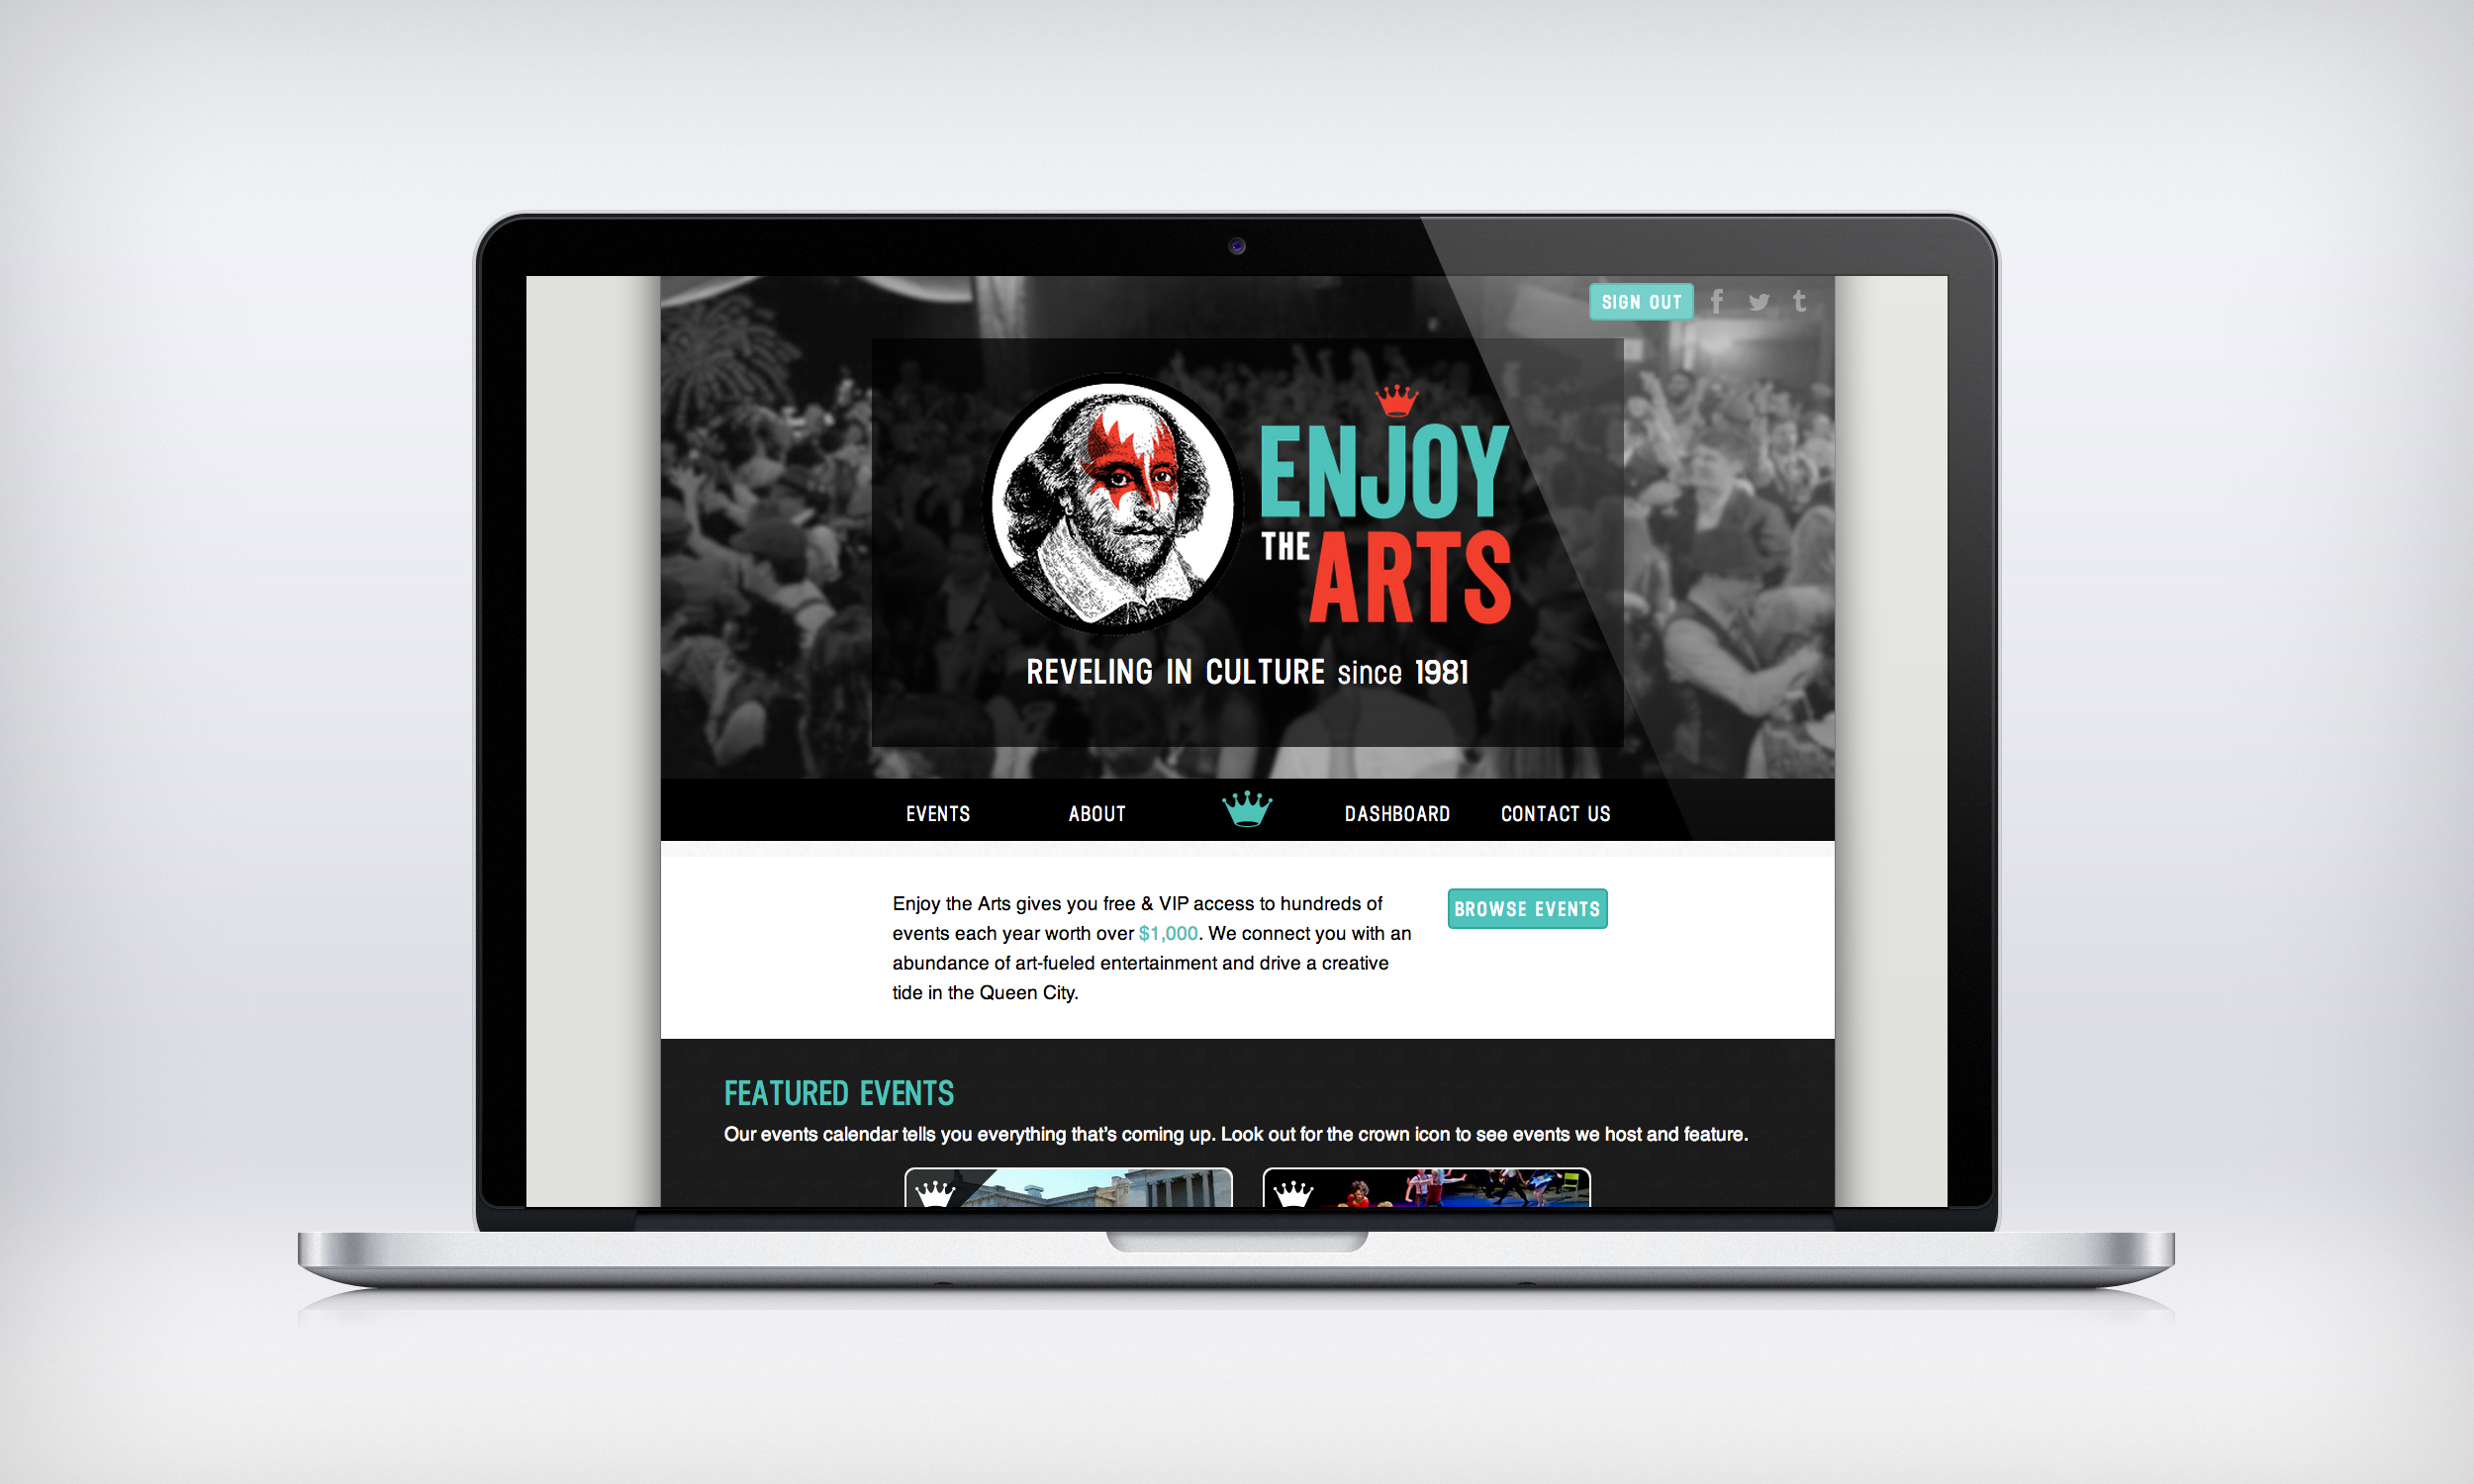 SIGN OUT
ENJOY
THE ARTS
REVELING IN CULTURE since 1981
EVENTS ABOUT DASHBOARD CONTACT US
Enjoy the Arts gives you free & VIP access to hundreds of
events each year worth over $1,000. We connect you with an
abundance of art-fueled entertainment and drive a creative
tide in the Queen City.
BROWSE EVENTS
FEATURED EVENTS
Our events calendar tells you everything that's coming up. Look out for the crown icon to see events we host and feature.